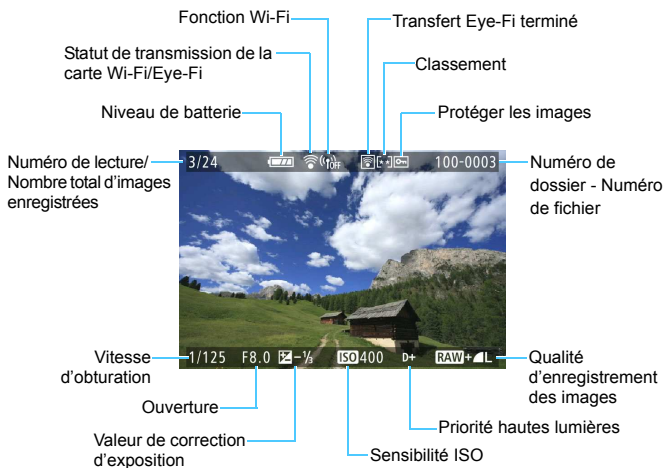 Fonction Wi-Fi
Transfert Eye-Fi terminé
Statut de transmission de la
carte Wi-Fi/Eye-Fi
Classement
Niveau de batterie
Protéger les images
Numéro de lecture/
Nombre total d'images
enregistrées
3/24
OFF
100-0003
Numéro de
dossier - Numéro
de fichier
1/125 F8.0 -⅓ ISO 400 D+ RAW+L
Vitesse
d'obturation
Qualité
d'enregistrement
des images
Ouverture
Priorité hautes lumières
Valeur de correction
d'exposition
Sensibilité ISO